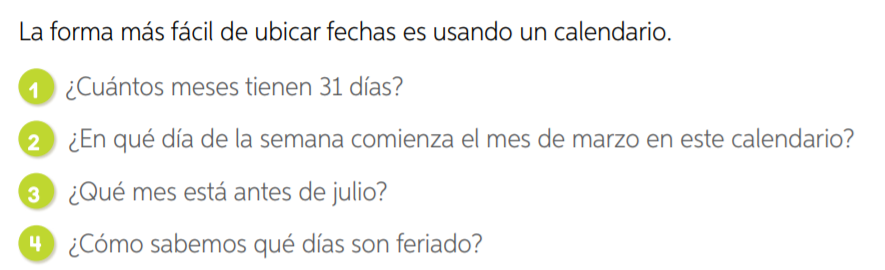 La forma más fácil de ubicar fechas es usando un calendario.
1 ¿Cuántos meses tienen 31 días?
2 ¿En qué día de la semana comienza el mes de marzo en este calendario?
3 ¿Qué mes está antes de julio?
4 ¿Cómo sabemos qué días son feriado?